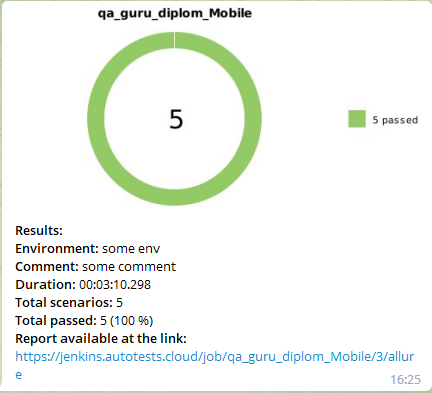 qa_guru_diplom_Mobile
5
5 passed
Results:
Environment: some env
Comment: some comment
Duration: 00:03:10.298
Total scenarios: 5
Total passed: 5 (100 %)
Report available at the link:
https://jenkins.autotests.cloud/job/qa_guru_diplom_Mobile/3/allur
e
16:25